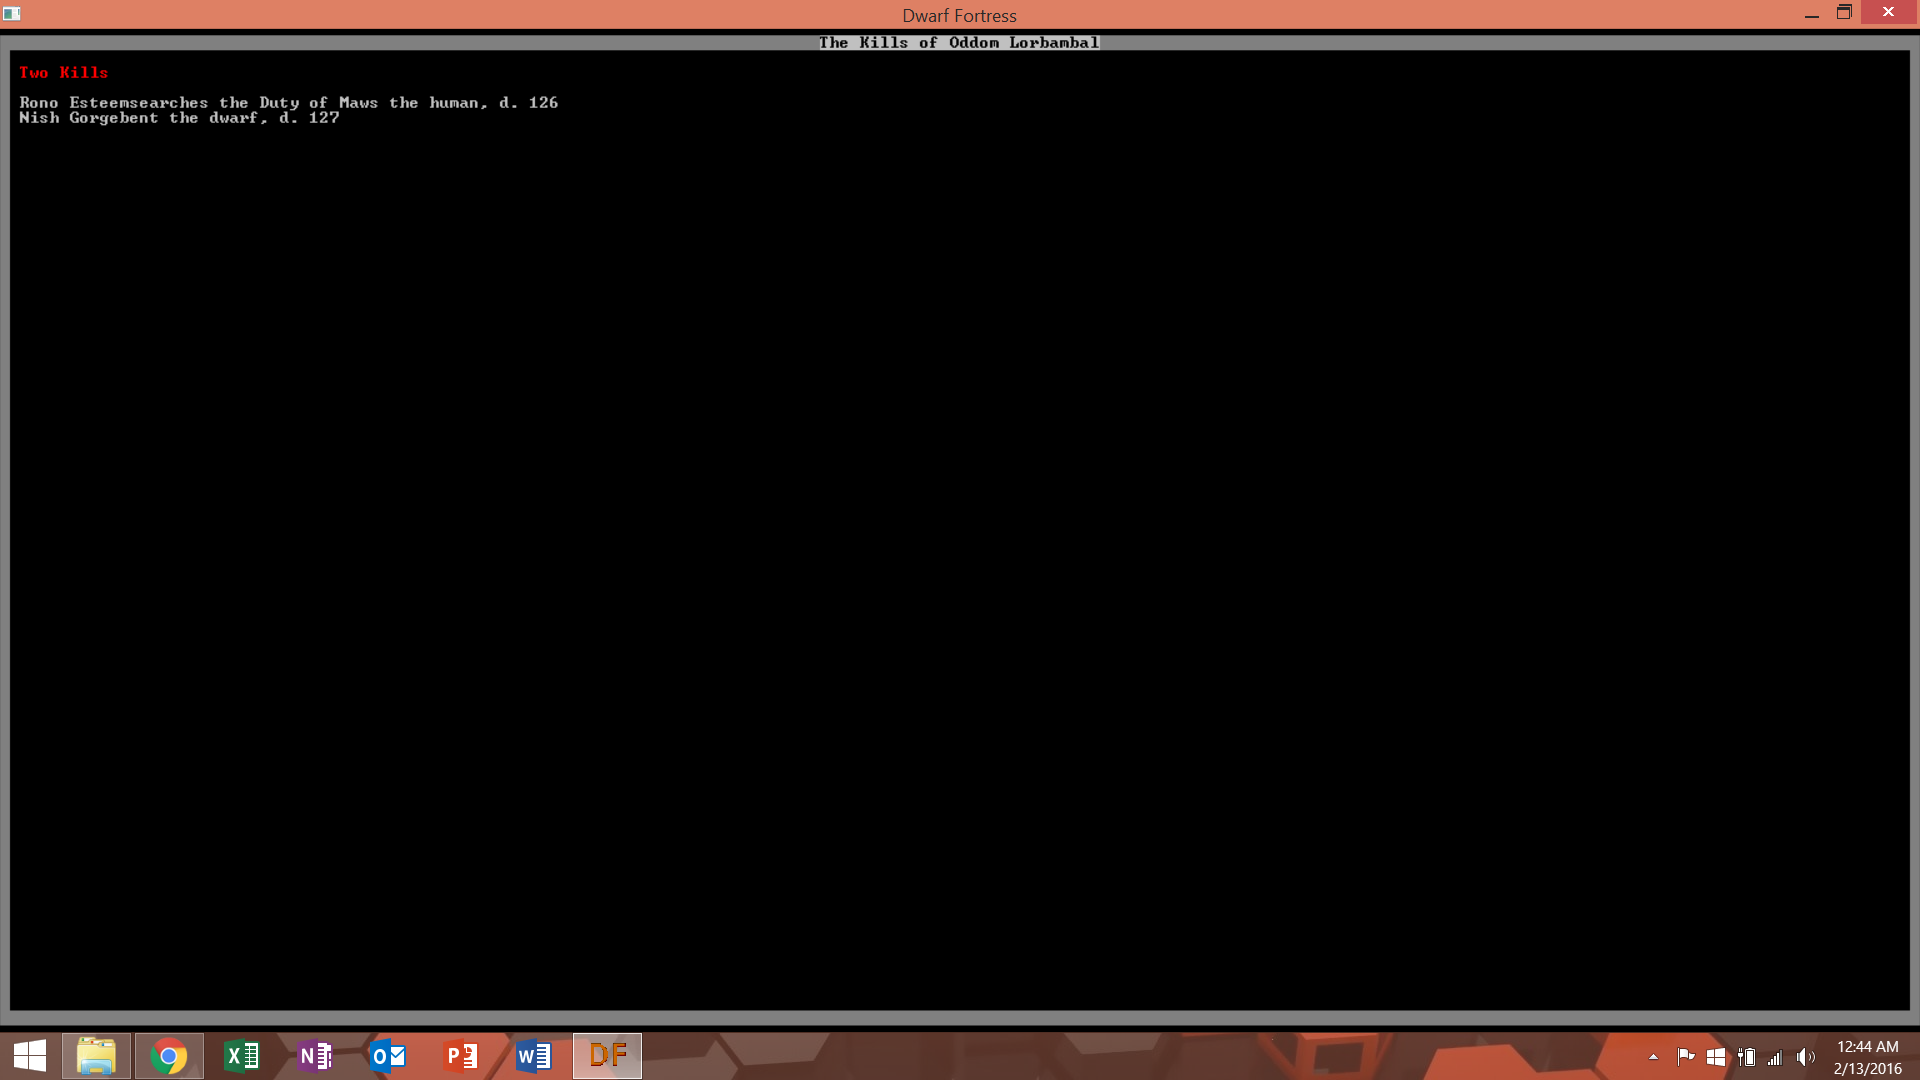 Dwarf Fortress
The Kills of Oddom Lorbambal
Two Kills
Rono Esteemsearches the Duty of Maws the human, d. 126
Nish Gorgebent the dwarf, d. 127
DF
12:44 AM
2/13/2016